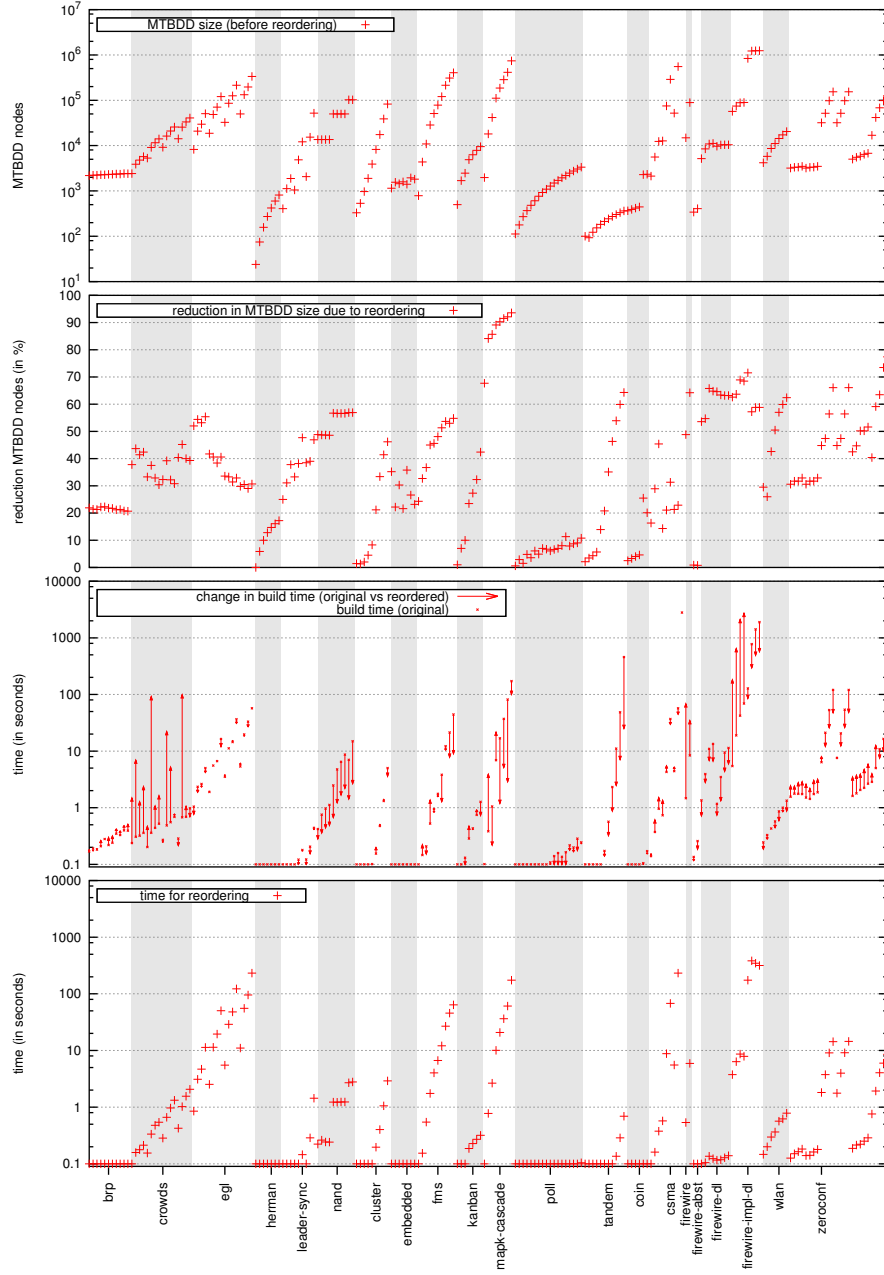 MTBDD size (before reordering)
MTBDD nodes
10^7
10^6
10^5
10^4
10^3
10^2
10^1
reduction in MTBDD size due to reordering
reduction MTBDD nodes (in %)
100
90
80
70
60
50
40
30
20
10
0
change in build time (original vs reordered)
build time (original)
time (in seconds)
10000
1000
100
10
1
0.1
time for reordering
time (in seconds)
10000
1000
100
10
1
0.1
brp
crowds
egl
herman
leader-sync
nand
cluster
embedded
fms
kanban
mapk-cascade
poll
tandem
coin
csma
firewire
firewire-abst
firewire-dl
firewire-impl-dl
wlan
zeroconf